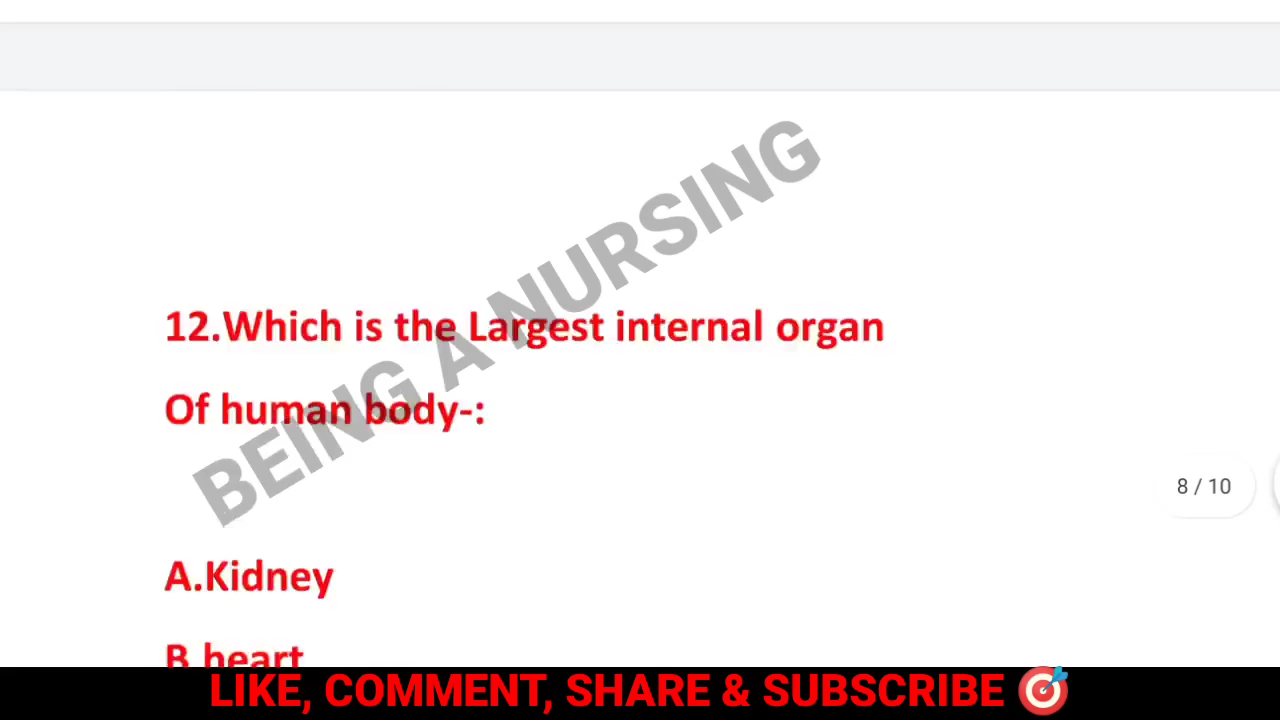 BEING A NURSING
12.Which is the Largest internal organ
Of human body-:
8 / 10
A.Kidney
B heart
LIKE, COMMENT, SHARE & SUBSCRIBE